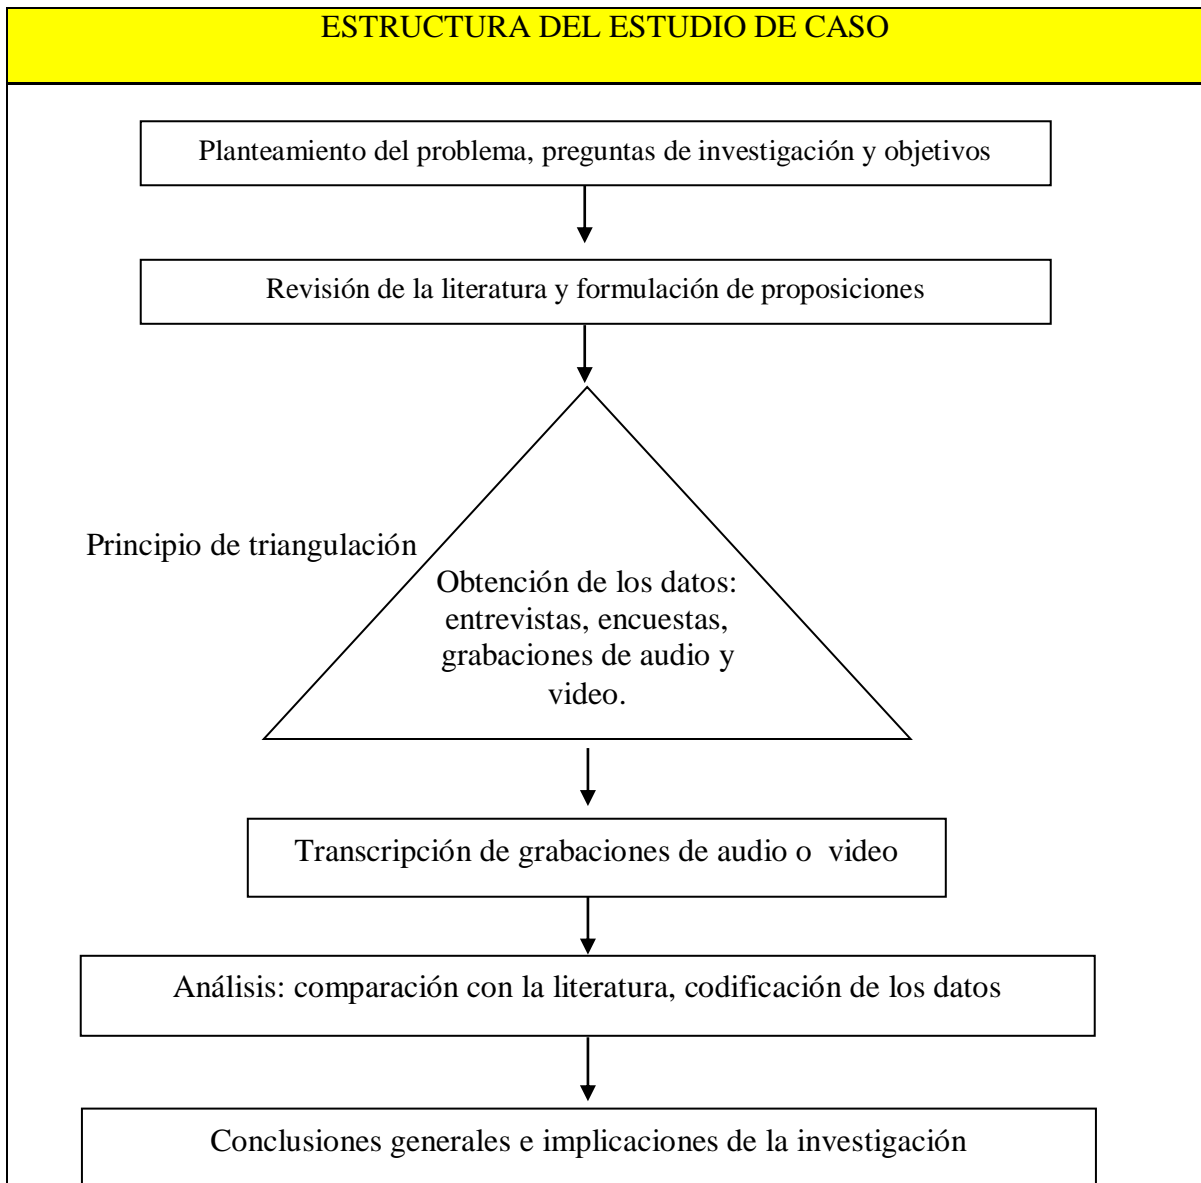 ESTRUCTURA DEL ESTUDIO DE CASO
Planteamiento del problema, preguntas de investigación y objetivos
Revisión de la literatura y formulación de proposiciones
Principio de triangulación
Obtención de los datos:
entrevistas, encuestas,
grabaciones de audio y
video.
Transcripción de grabaciones de audio o  video
Análisis: comparación con la literatura, codificación de los datos
Conclusiones generales e implicaciones de la investigación